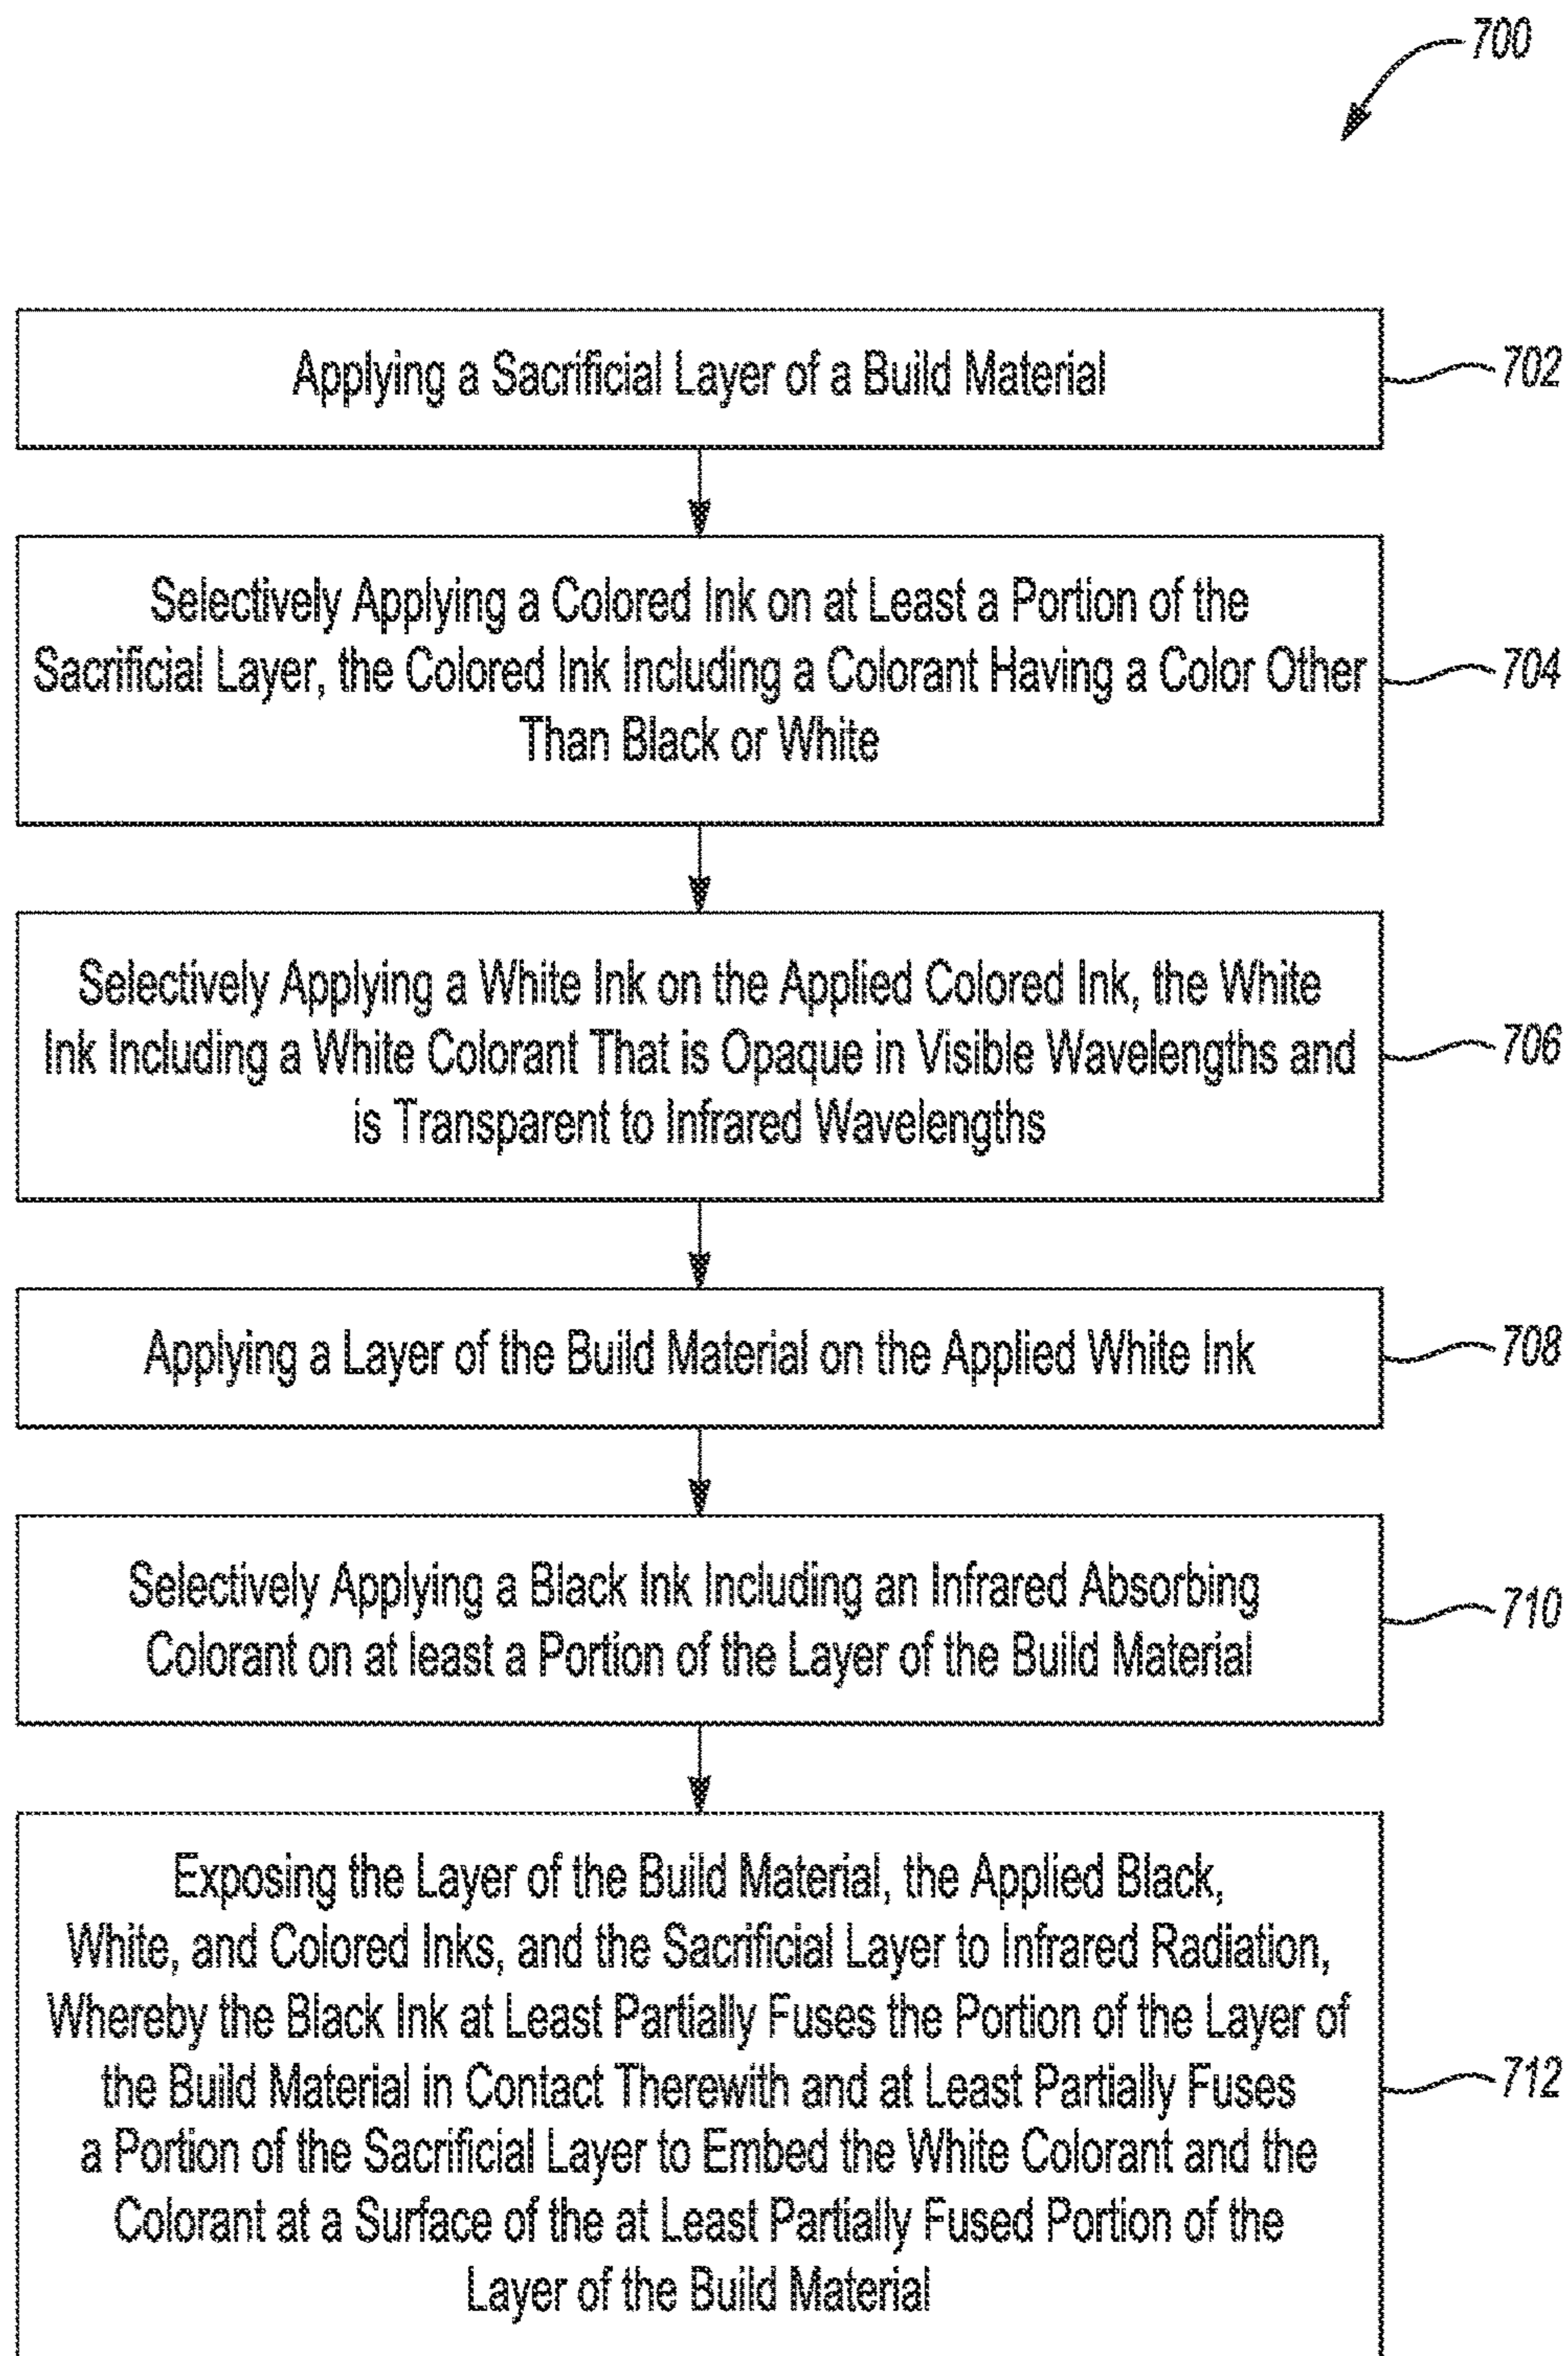 700
Applying a Sacrificial Layer of a Build Material
702
Selectively Applying a Colored Ink on at Least a Portion of the
Sacrificial Layer, the Colored Ink Including a Colorant Having a Color Other
Than Black or White
704
Selectively Applying a White Ink on the Applied Colored Ink, the White
Ink Including a White Colorant That is Opaque in Visible Wavelengths and
is Transparent to Infrared Wavelengths
706
Applying a Layer of the Build Material on the Applied White Ink
708
Selectively Applying a Black Ink Including an Infrared Absorbing
Colorant on at least a Portion of the Layer of the Build Material
710
Exposing the Layer of the Build Material, the Applied Black,
White, and Colored Inks, and the Sacrificial Layer to Infrared Radiation,
Whereby the Black Ink at Least Partially Fuses the Portion of the Layer of
the Build Material in Contact Therewith and at Least Partially Fuses
a Portion of the Sacrificial Layer to Embed the White Colorant and the
Colorant at a Surface of the at Least Partially Fused Portion of the
Layer of the Build Material
712